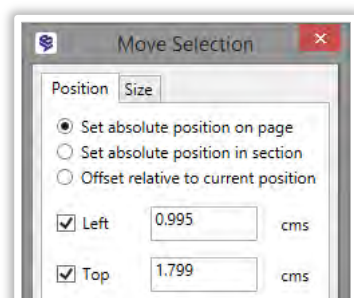 Move Selection
Position Size
Set absolute position on page
Set absolute position in section
Offset relative to current position
Left 0.995 cms
Top 1.799 cms